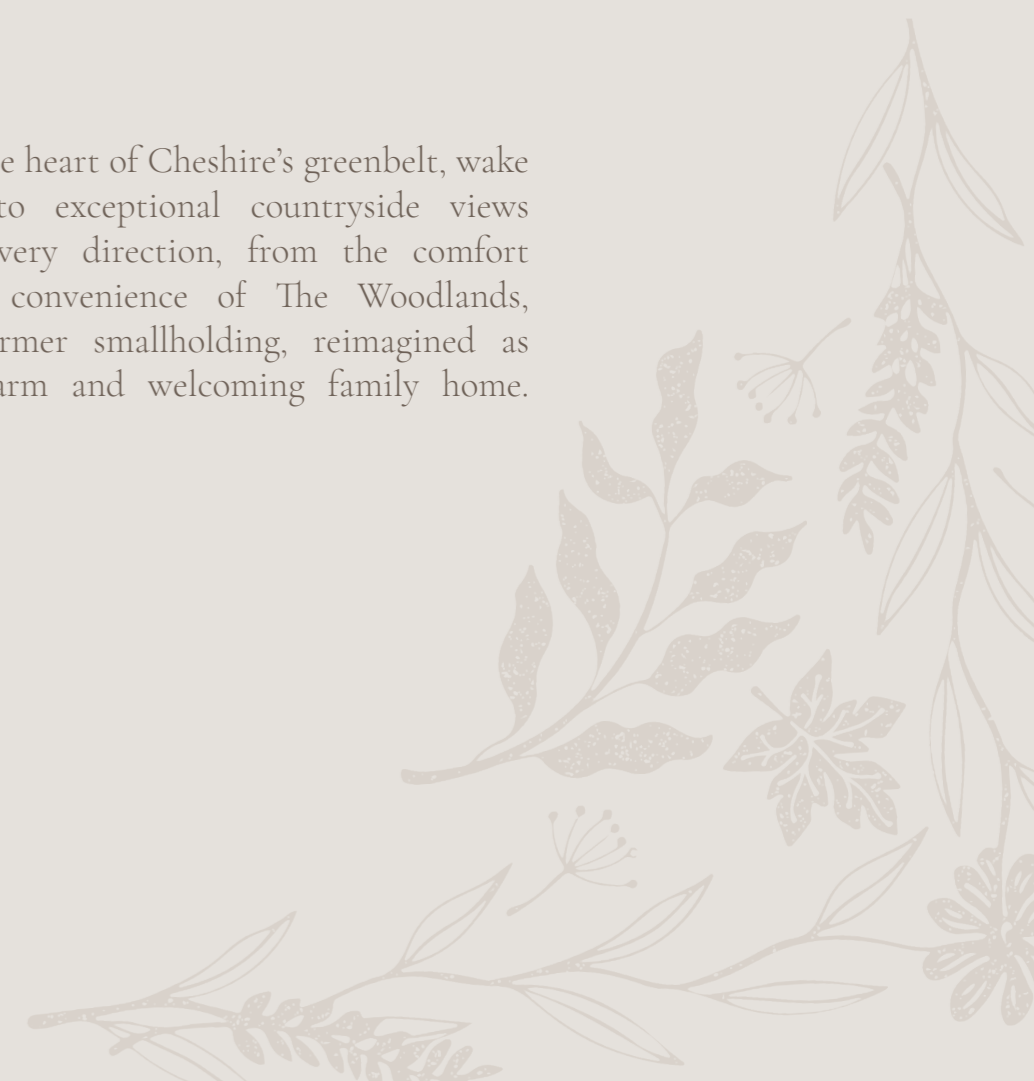 e heart of Cheshire’s greenbelt, wake
to exceptional countryside views
very direction, from the comfort
convenience of The Woodlands,
rmer smallholding, reimagined as
arm and welcoming family home.